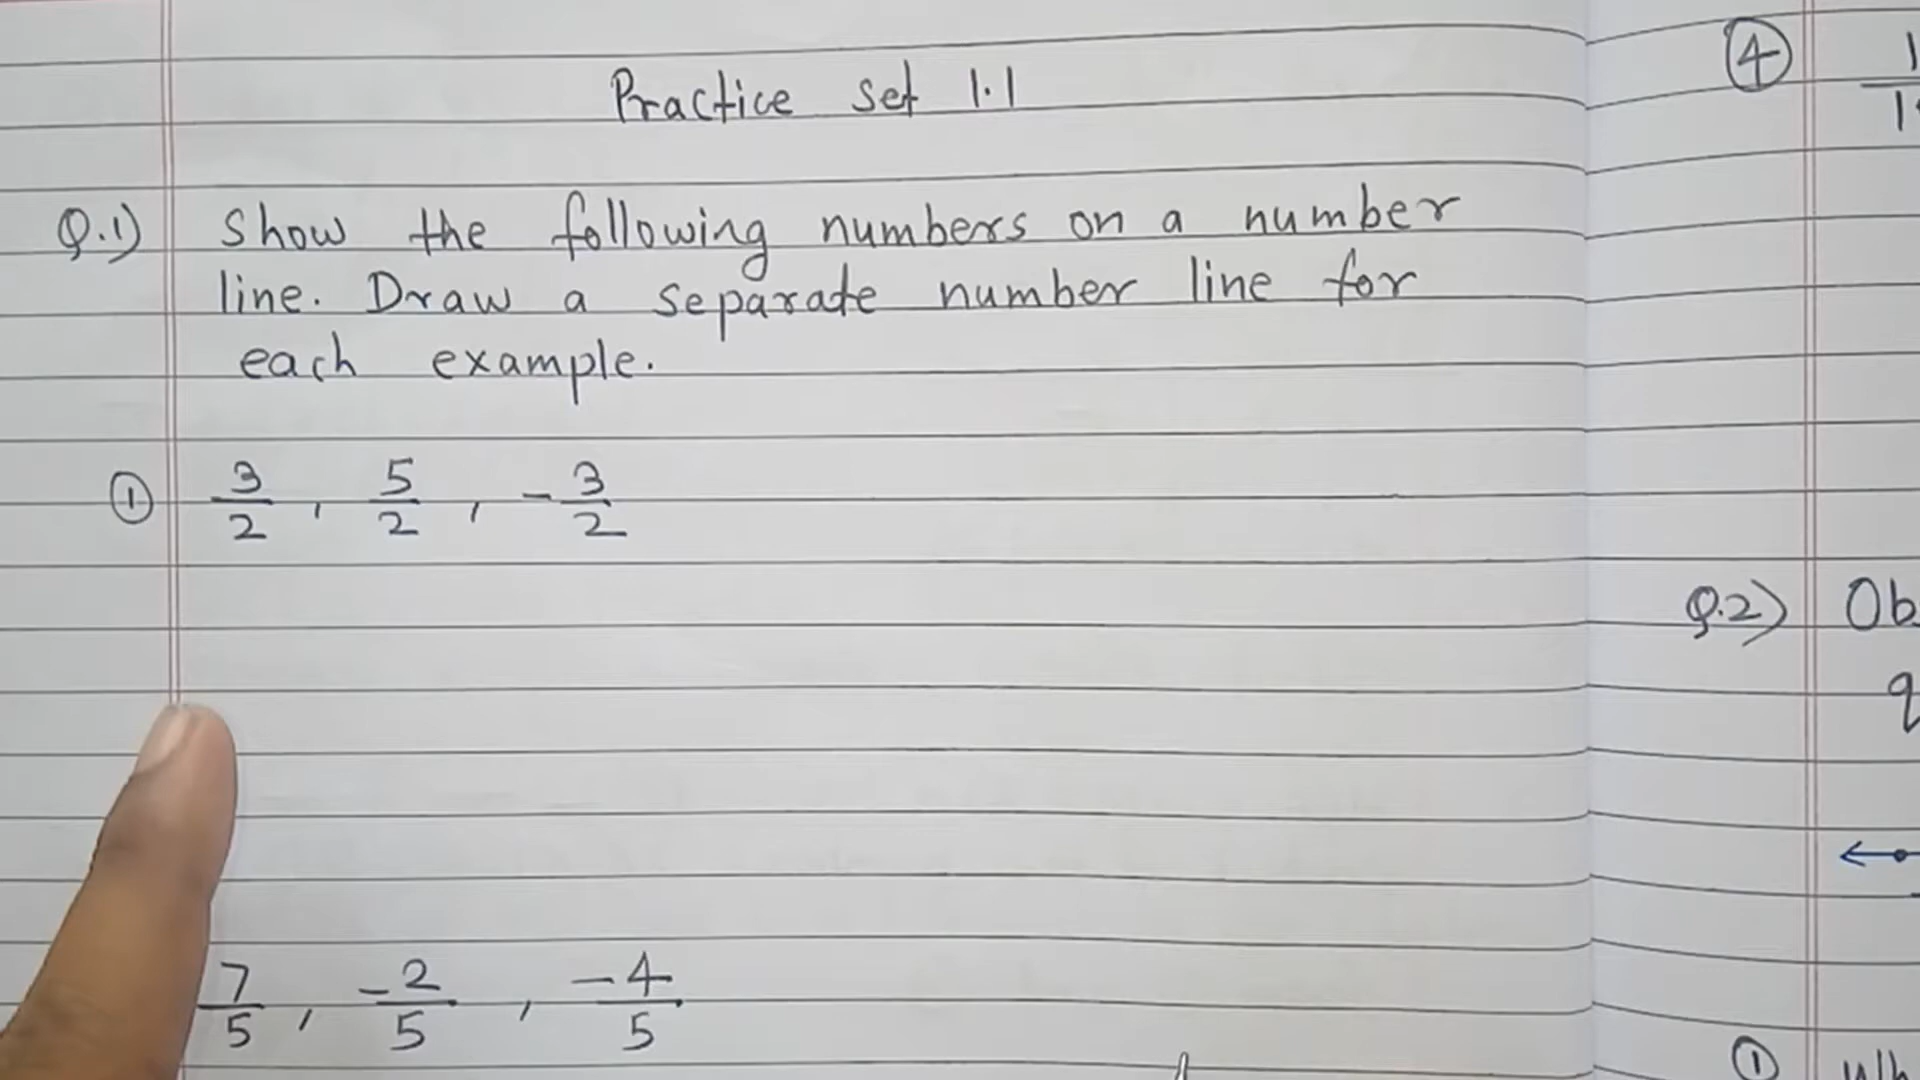 Practice set 1.1
Q.1) Show the following numbers on a number
line. Draw a separate number line for
each example.
① 3/2 , 5/2 , -3/2
7/5 , -2/5 , -4/5
④
Q.2)
①